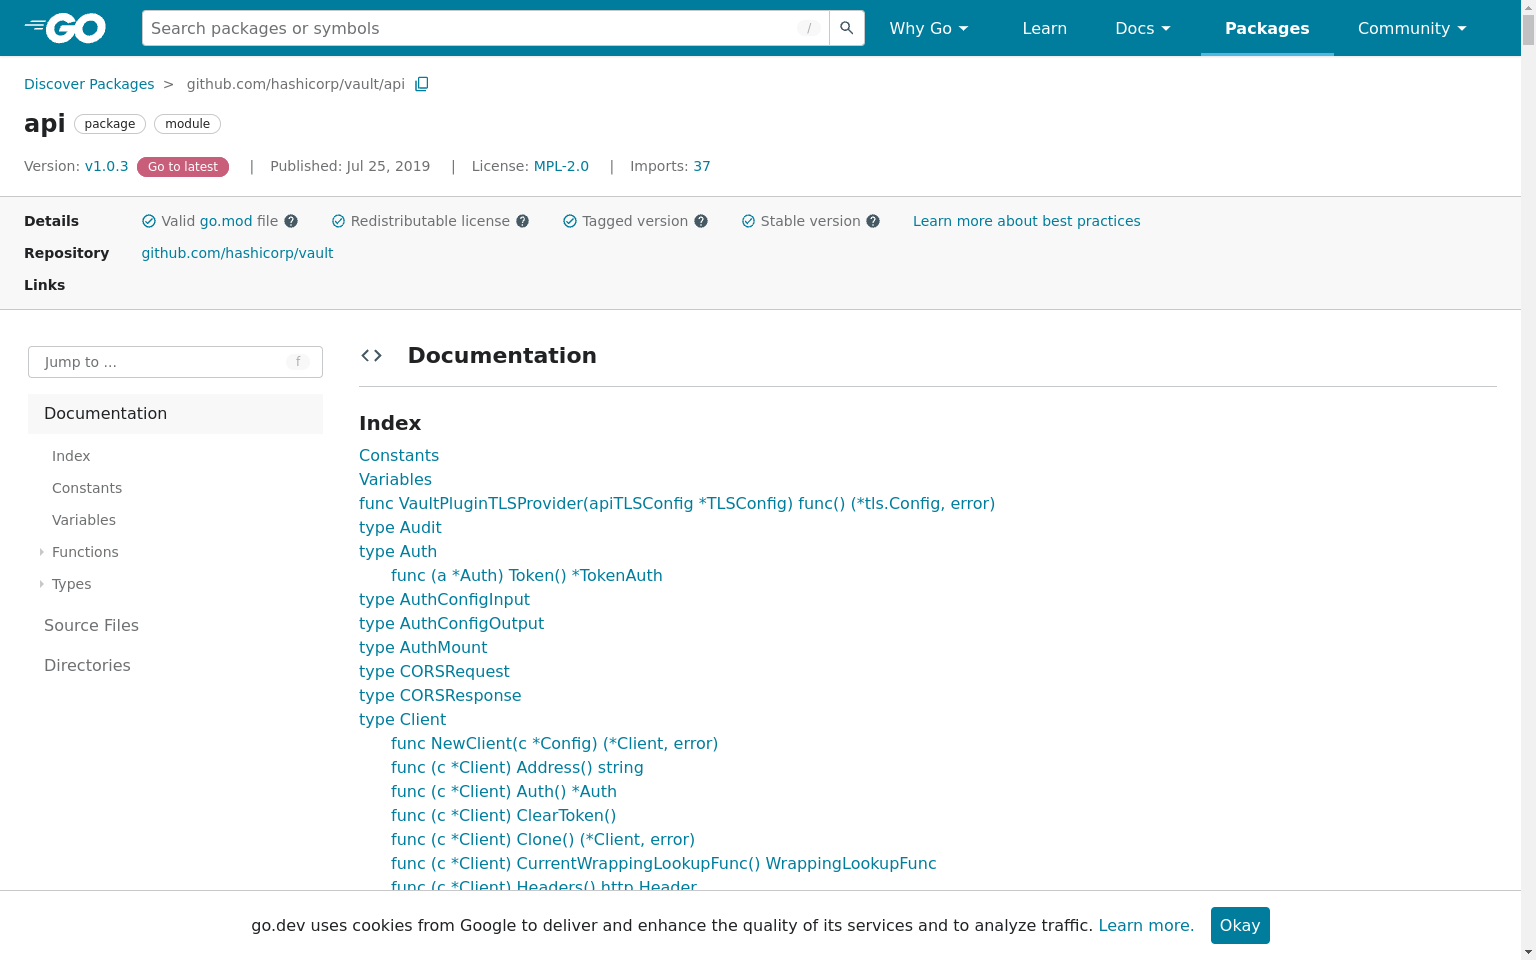 GO
Search packages or symbols
/
Why Go
Learn
Docs
Packages
Community
Discover Packages > github.com/hashicorp/vault/api
api package module
Version: v1.0.3 Go to latest | Published: Jul 25, 2019 | License: MPL-2.0 | Imports: 37
Details Valid go.mod file ? Redistributable license ? Tagged version ? Stable version ? Learn more about best practices
Repository github.com/hashicorp/vault
Links
Jump to ... f
Documentation
Index
Constants
Variables
Functions
Types
Source Files
Directories
<> Documentation
Index
Constants
Variables
func VaultPluginTLSProvider(apiTLSConfig *TLSConfig) func() (*tls.Config, error)
type Audit
type Auth
func (a *Auth) Token() *TokenAuth
type AuthConfigInput
type AuthConfigOutput
type AuthMount
type CORSRequest
type CORSResponse
type Client
func NewClient(c *Config) (*Client, error)
func (c *Client) Address() string
func (c *Client) Auth() *Auth
func (c *Client) ClearToken()
func (c *Client) Clone() (*Client, error)
func (c *Client) CurrentWrappingLookupFunc() WrappingLookupFunc
func (c *Client) Headers() http.Header
go.dev uses cookies from Google to deliver and enhance the quality of its services and to analyze traffic. Learn more. Okay